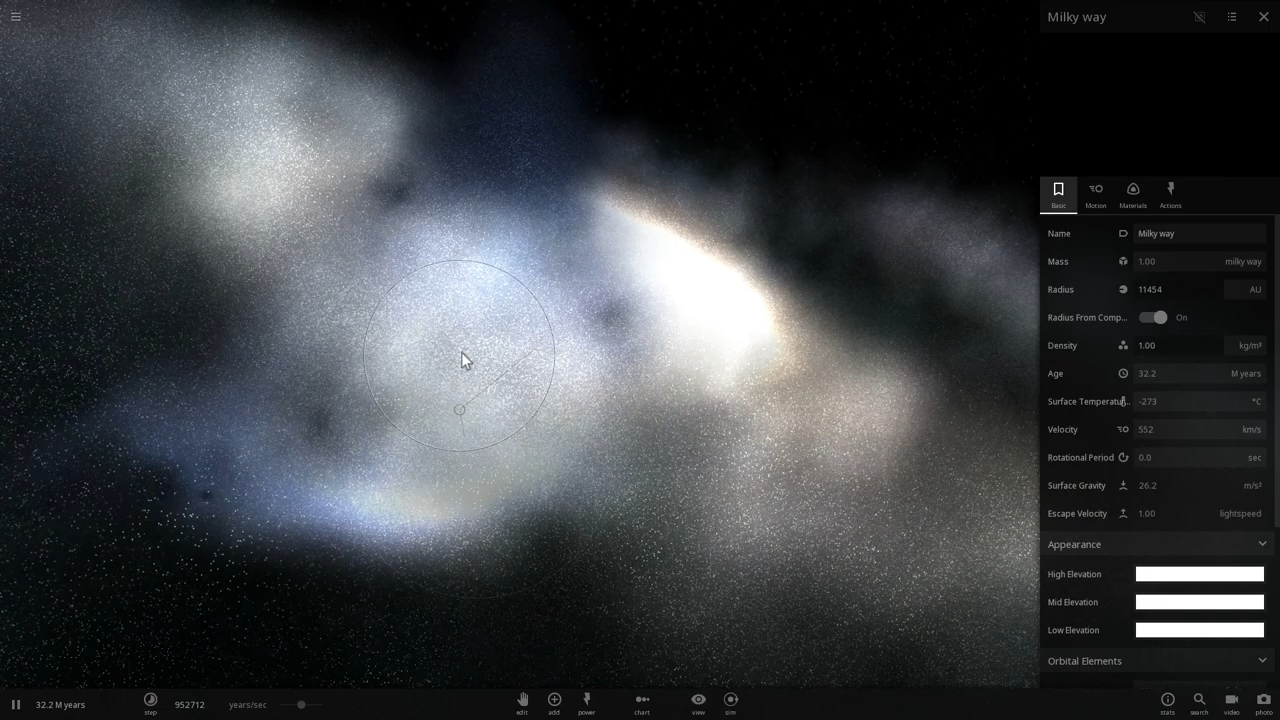 Milky way
Basic
Motion
Materials
Actions
Name Milky way
Mass 1.00 milky way
Radius 11454 AU
Radius From Comp... On
Density 1.00 kg/m³
Age 32.2 M years
Surface Temperatu... -273 °C
Velocity 552 km/s
Rotational Period 0.0 sec
Surface Gravity 26.2 m/s²
Escape Velocity 1.00 lightspeed
Appearance
High Elevation
Mid Elevation
Low Elevation
Orbital Elements
32.2 M years
step
952712 years/sec
edit
add
power
chart
view
sim
stats
search
video
photo